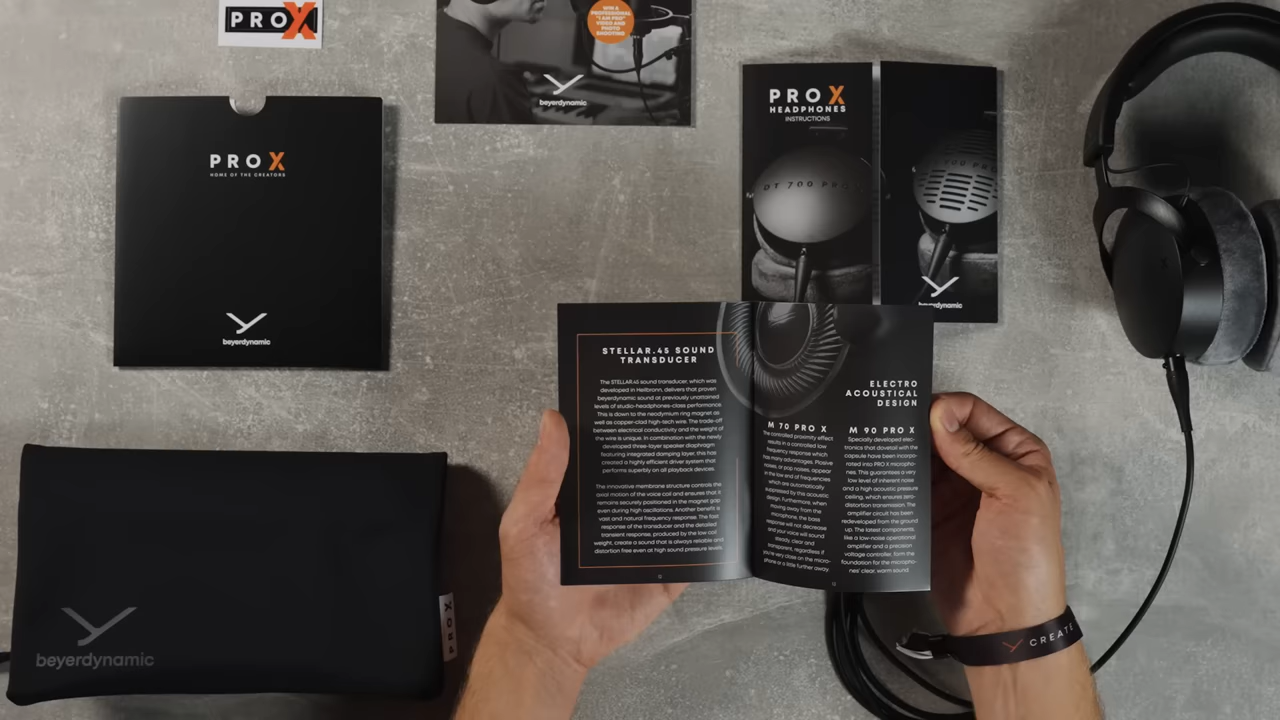 PROX
WIN A
PROFESSIONAL
"I AM PRO"
VIDEO AND
PHOTO
SHOOTING
beyerdynamic
PRO X
HOME OF THE CREATORS
beyerdynamic
PRO X
HEADPHONES
INSTRUCTIONS
DT 700 PRO X
beyerdynamic
STELLAR.45 SOUND
TRANSDUCER
The STELLAR.45 sound transducer, which was
developed in Heilbronn, delivers that proven
beyerdynamic sound at previously unattained
levels of studio-headphones-class performance.
This is down to the neodymium ring magnet as
well as copper-clad high-tech wire. The trade-off
between electrical conductivity and the weight of
the wire is unique. In combination with the newly
developed three-layer speaker diaphragm
featuring integrated damping layer, this has
created a highly efficient driver system that
performs superbly on all playback devices.
The innovative membrane structure controls the
axial motion of the voice coil and ensures that it
remains securely positioned in the magnet gap
even during high oscillations. Another benefit is
vast and natural frequency response. The fast
response of the transducer and the detailed
transient response, produced by the low coil
weight, create a sound that is always reliable and
distortion free even at high sound pressure levels.
12
ELECTRO
ACOUSTICAL
DESIGN
M 70 PRO X
The controlled proximity effect
results in a controlled low
frequency response which
has many advantages. Plosive
noises, or pop noises, appear
in the low end of frequencies
which are automatically
suppressed by this acoustic
design. Furthermore, when
moving away from the
microphone, the bass
response will not decrease
and your voice will sound
steady, clear and
transparent, regardless if
you're very close on the micro-
phone or a little further away.
M 90 PRO X
Specially developed elec-
tronics that dovetail with the
capsule have been incorpo-
rated into PRO X micropho-
nes. This guarantees a very
low level of inherent noise
and a high acoustic pressure
ceiling, which ensures zero-
distortion transmission. The
amplifier circuit has been
redeveloped from the ground
up. The latest components,
like a low-noise operational
amplifier and a precision
voltage controller, form the
foundation for the micropho-
nes' clear, warm sound.
13
beyerdynamic
PRO X
CREATE